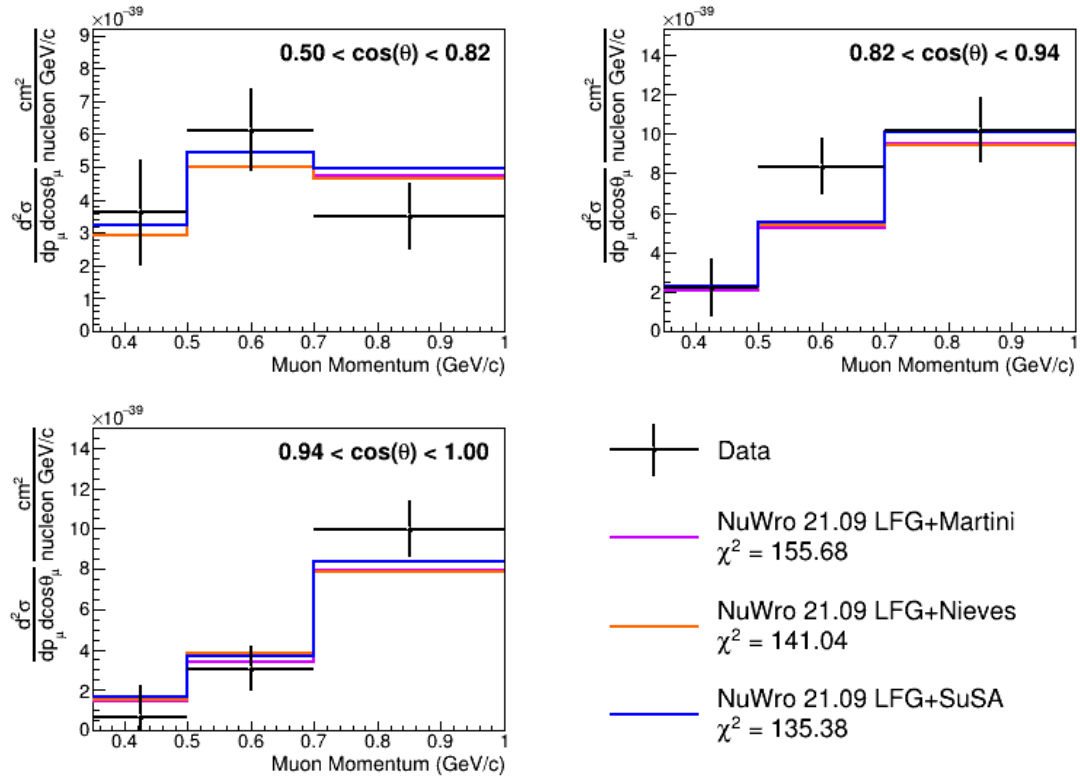 ×10⁻³⁹
0.50 < cos(θ) < 0.82
d²σ
dpμ dcosθμ
cm²
nucleon GeV/c
9
8
7
6
5
4
3
2
1
0
0.4 0.5 0.6 0.7 0.8 0.9 1
Muon Momentum (GeV/c)
×10⁻³⁹
0.82 < cos(θ) < 0.94
d²σ
dpμ dcosθμ
cm²
nucleon GeV/c
14
12
10
8
6
4
2
0
0.4 0.5 0.6 0.7 0.8 0.9 1
Muon Momentum (GeV/c)
×10⁻³⁹
0.94 < cos(θ) < 1.00
d²σ
dpμ dcosθμ
cm²
nucleon GeV/c
14
12
10
8
6
4
2
0
0.4 0.5 0.6 0.7 0.8 0.9 1
Muon Momentum (GeV/c)
Data
NuWro 21.09 LFG+Martini
χ² = 155.68
NuWro 21.09 LFG+Nieves
χ² = 141.04
NuWro 21.09 LFG+SuSA
χ² = 135.38